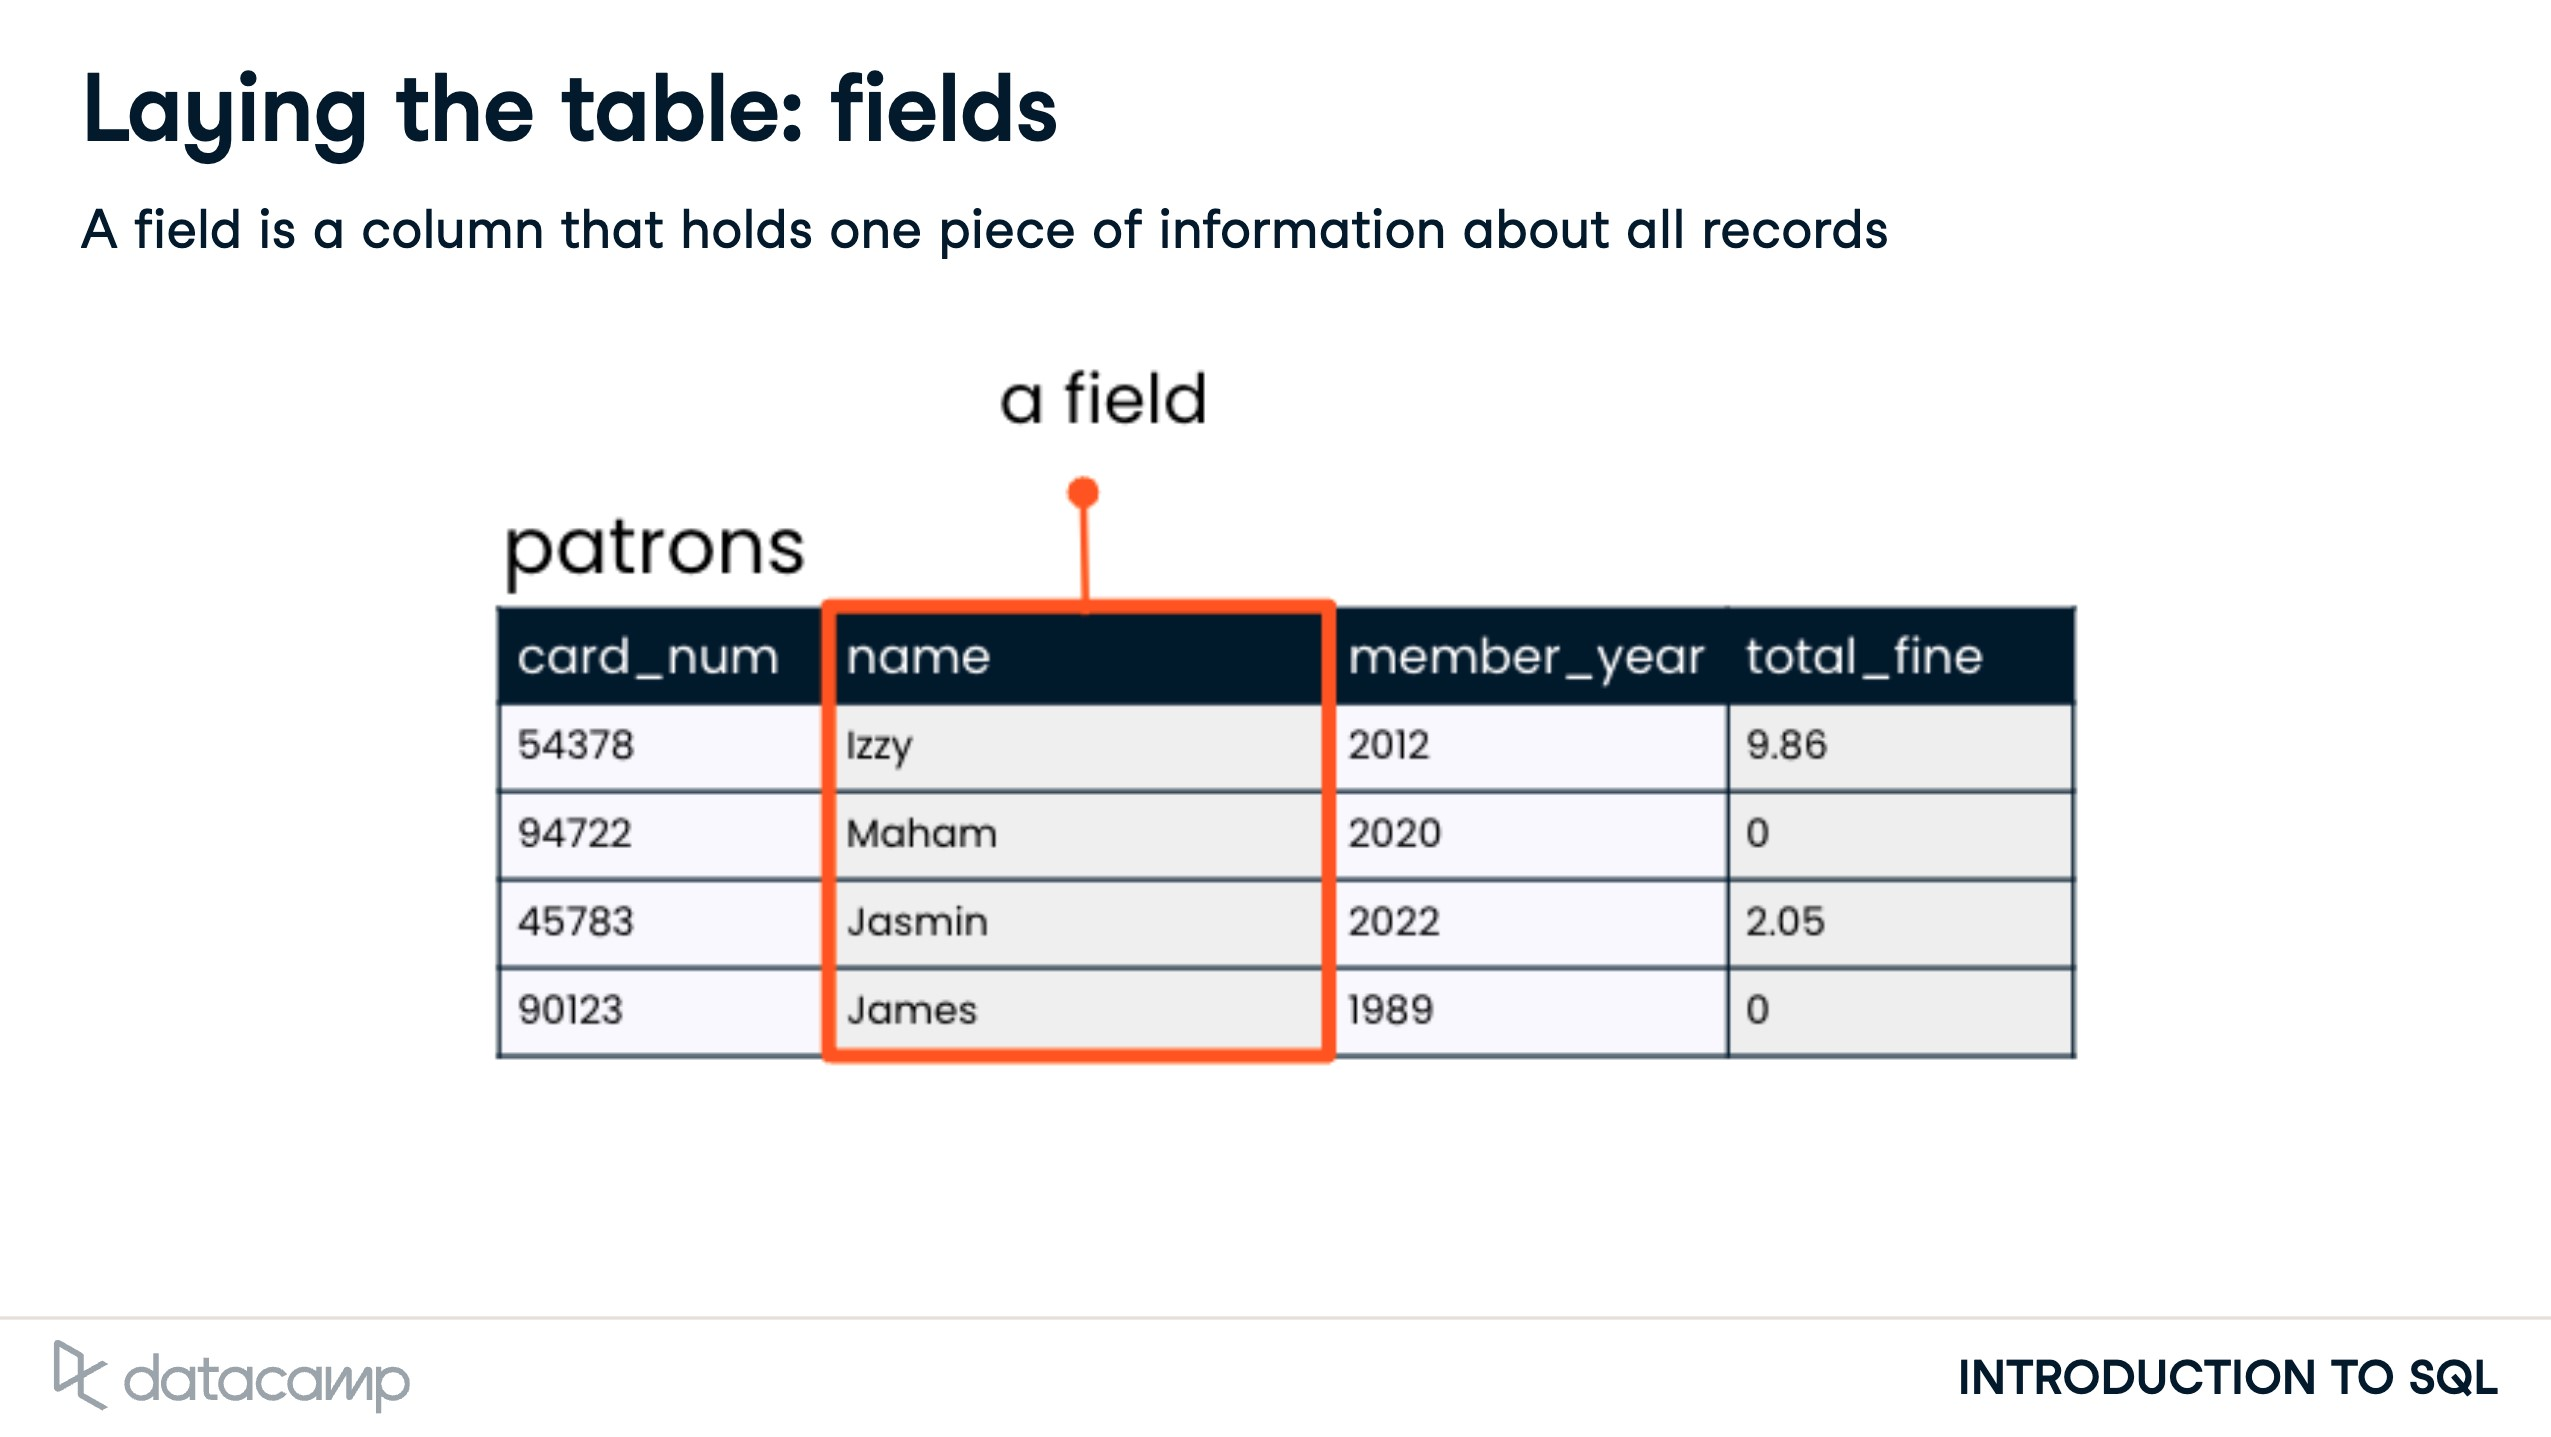 Laying the table: fields
A field is a column that holds one piece of information about all records
a field
patrons
card_num name member_year total_fine
54378 Izzy 2012 9.86
94722 Maham 2020 0
45783 Jasmin 2022 2.05
90123 James 1989 0
datacamp
INTRODUCTION TO SQL